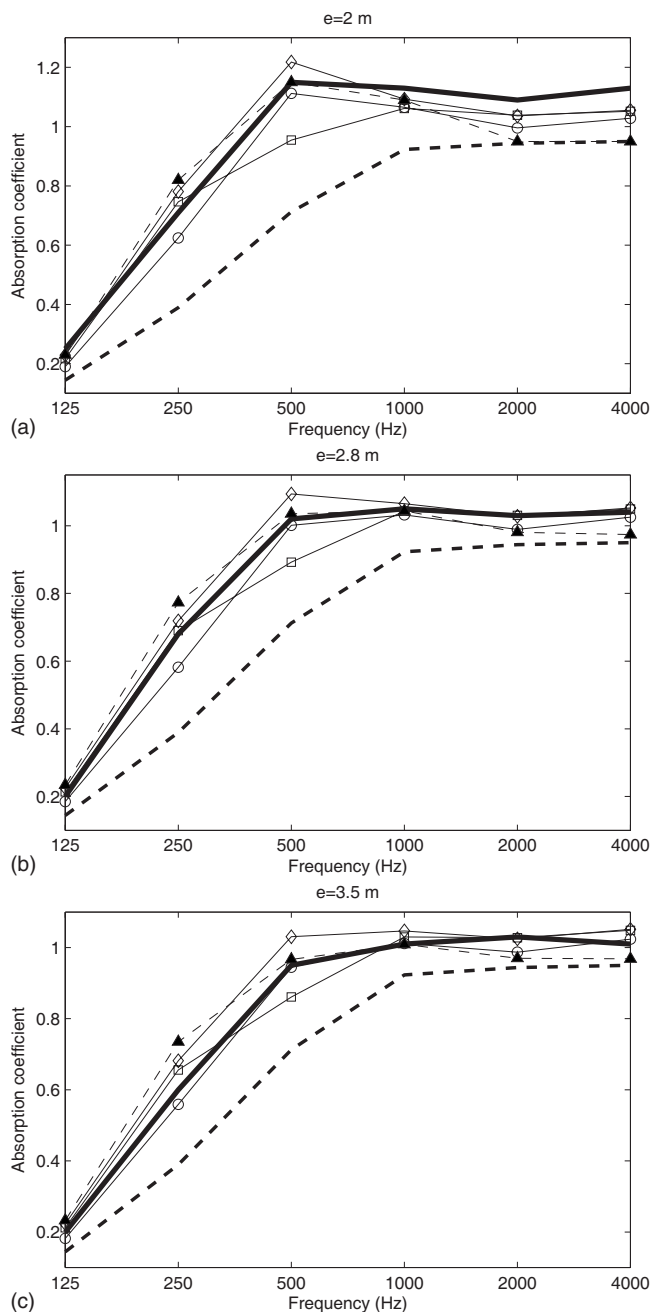 e=2 m
1.2
1
0.8
0.6
0.4
0.2
Absorption coefficient
125 250 500 1000 2000 4000
Frequency (Hz)
(a)
e=2.8 m
1
0.8
0.6
0.4
0.2
Absorption coefficient
125 250 500 1000 2000 4000
Frequency (Hz)
(b)
e=3.5 m
1
0.8
0.6
0.4
0.2
Absorption coefficient
125 250 500 1000 2000 4000
Frequency (Hz)
(c)